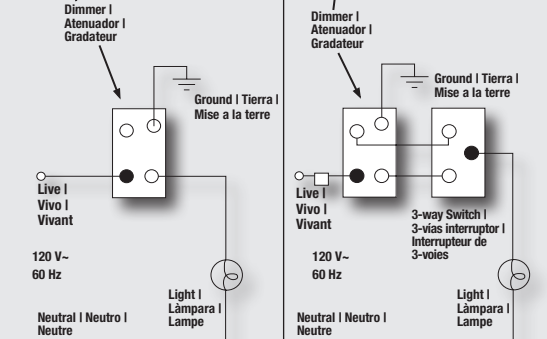 Dimmer |
Atenuador |
Gradateur
Ground | Tierra |
Mise a la terre
Live |
Vivo |
Vivant
120 V~
60 Hz
Light |
Làmpara |
Lampe
Neutral | Neutro |
Neutre
Dimmer |
Atenuador |
Gradateur
Ground | Tierra |
Mise a la terre
Live |
Vivo |
Vivant
3-way Switch |
3-vías interruptor |
Interrupteur de
3-voies
120 V~
60 Hz
Light |
Làmpara |
Lampe
Neutral | Neutro |
Neutre